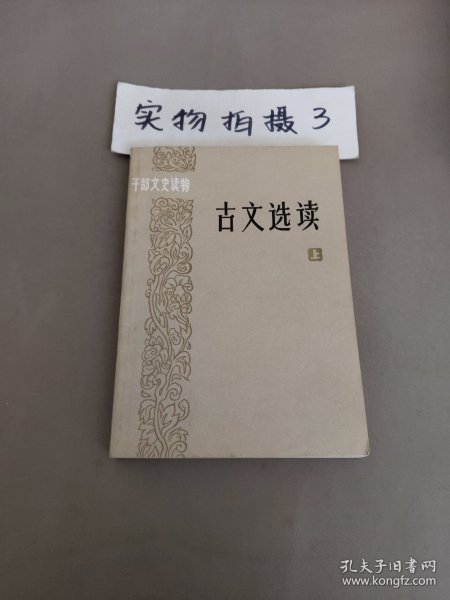 实物拍摄3
干部文史读物
古文选读
上
孔夫子旧书网
www.kongfz.com